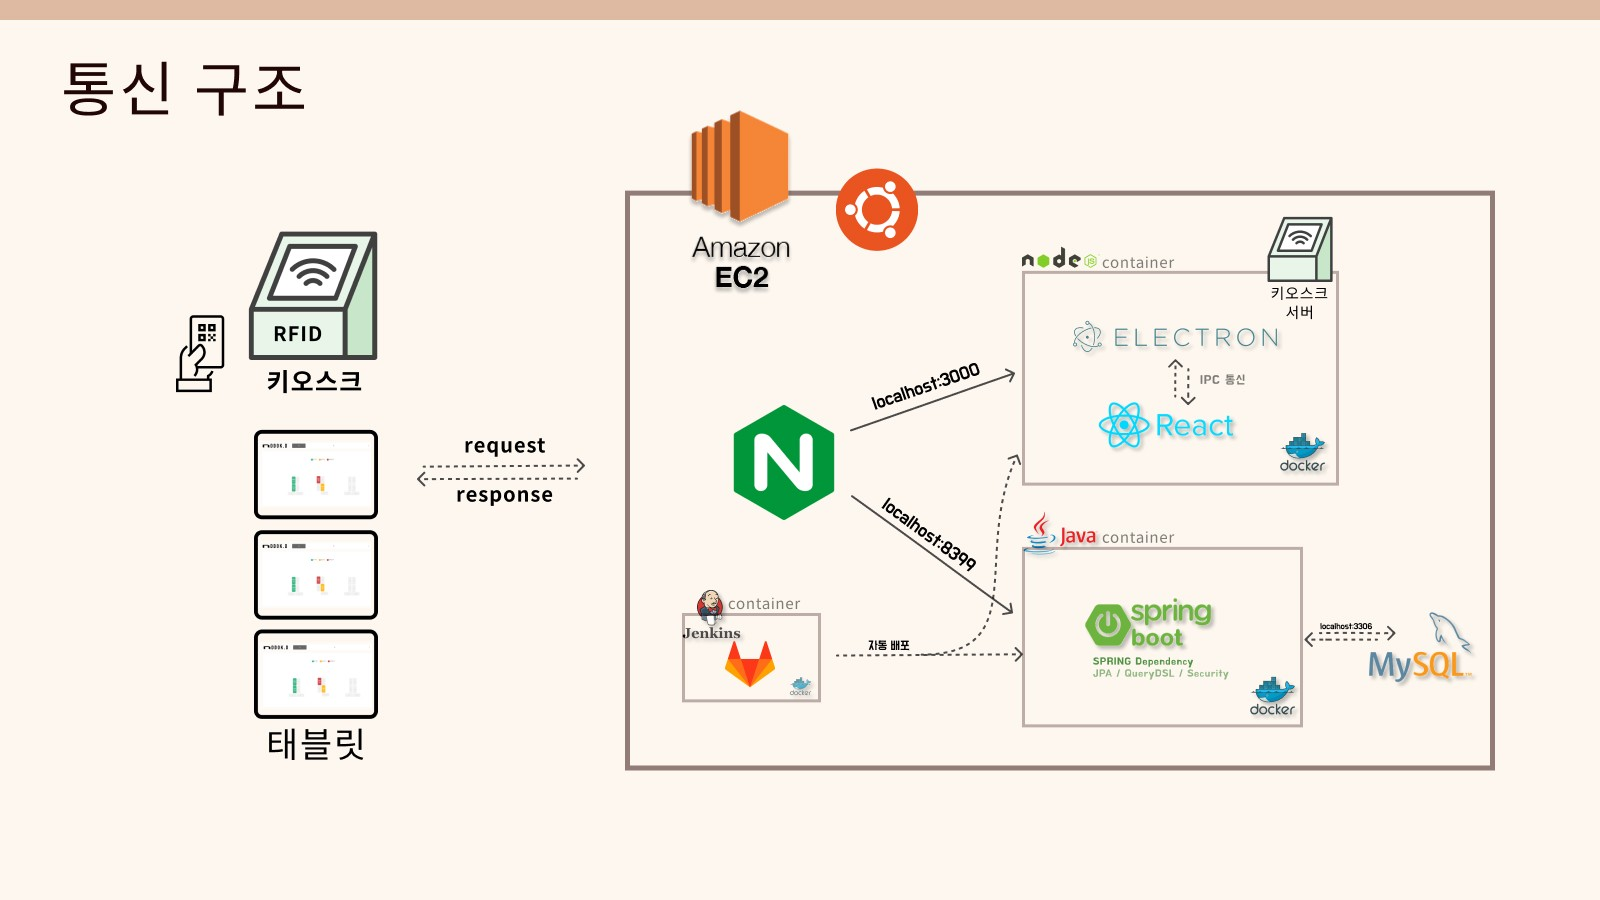 통신 구조
Amazon
EC2
RFID
키오스크
태블릿
request
response
localhost:3000
localhost:8399
node JS container
키오스크
서버
ELECTRON
IPC 통신
React
docker
Java container
spring
boot
SPRING Dependency
JPA / QueryDSL / Security
docker
localhost:3306
MySQL
container
Jenkins
docker
자동 배포